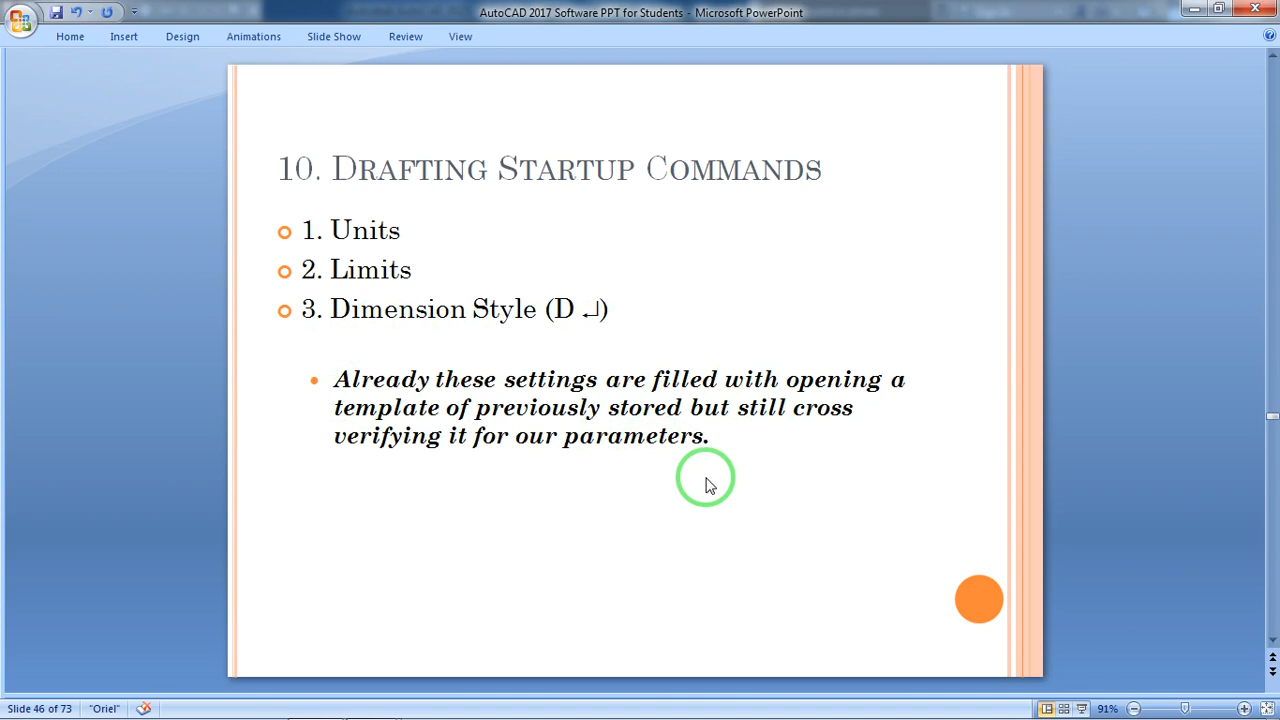 AutoCAD 2017 Software PPT for Students - Microsoft PowerPoint
Home Insert Design Animations Slide Show Review View
10. Drafting Startup Commands
1. Units
2. Limits
3. Dimension Style (D ↵)
Already these settings are filled with opening a
template of previously stored but still cross
verifying it for our parameters.
Slide 46 of 73 "Oriel" 91%